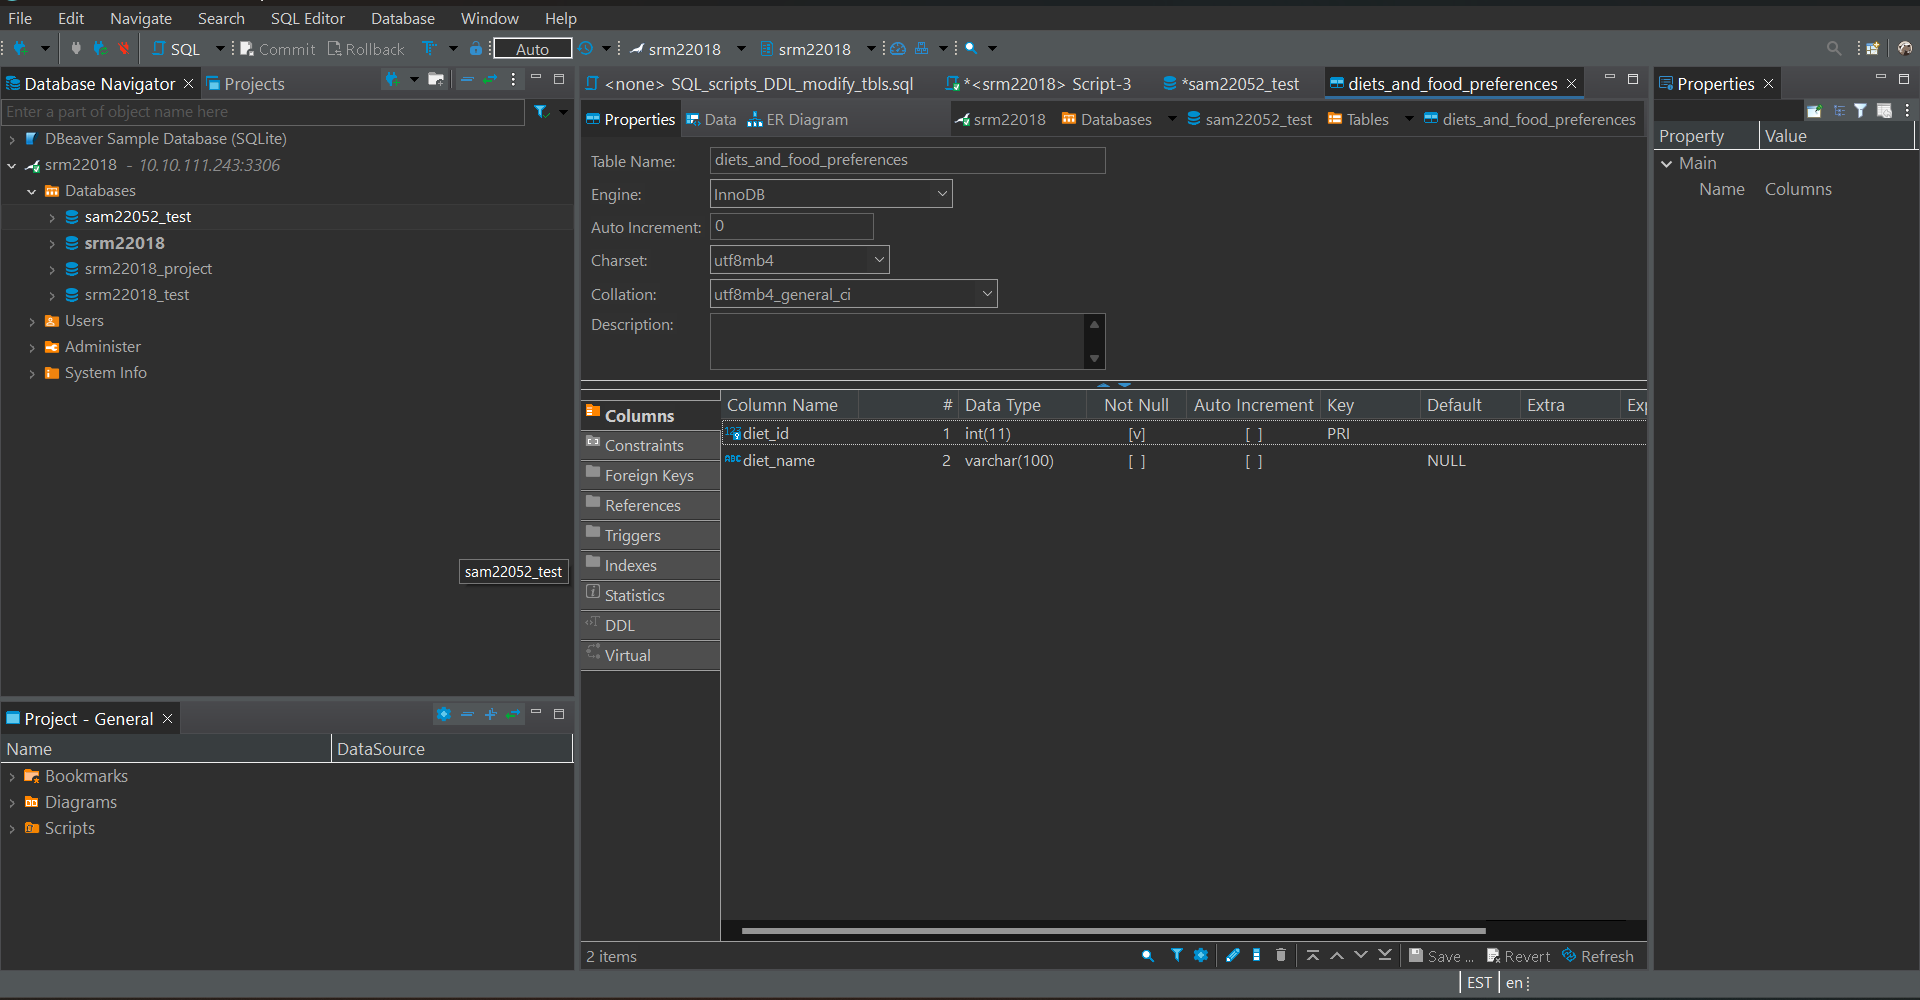 File Edit Navigate Search SQL Editor Database Window Help
SQL Commit Rollback Auto srm22018 srm22018
Database Navigator Projects
Enter a part of object name here
DBeaver Sample Database (SQLite)
srm22018 - 10.10.111.243:3306
Databases
sam22052_test
srm22018
srm22018_project
srm22018_test
Users
Administer
System Info
sam22052_test
Project - General
Name DataSource
Bookmarks
Diagrams
Scripts
<none> SQL_scripts_DDL_modify_tbls.sql *<srm22018> Script-3 *sam22052_test diets_and_food_preferences
Properties Data ER Diagram srm22018 Databases sam22052_test Tables diets_and_food_preferences
Table Name: diets_and_food_preferences
Engine: InnoDB
Auto Increment: 0
Charset: utf8mb4
Collation: utf8mb4_general_ci
Description:
Columns
Constraints
Foreign Keys
References
Triggers
Indexes
Statistics
DDL
Virtual
Column Name # Data Type Not Null Auto Increment Key Default Extra Exp
123 diet_id 1 int(11) [v] [ ] PRI
ABC diet_name 2 varchar(100) [ ] [ ] NULL
2 items Save ... Revert Refresh
Properties
Property Value
Main
Name Columns
EST en